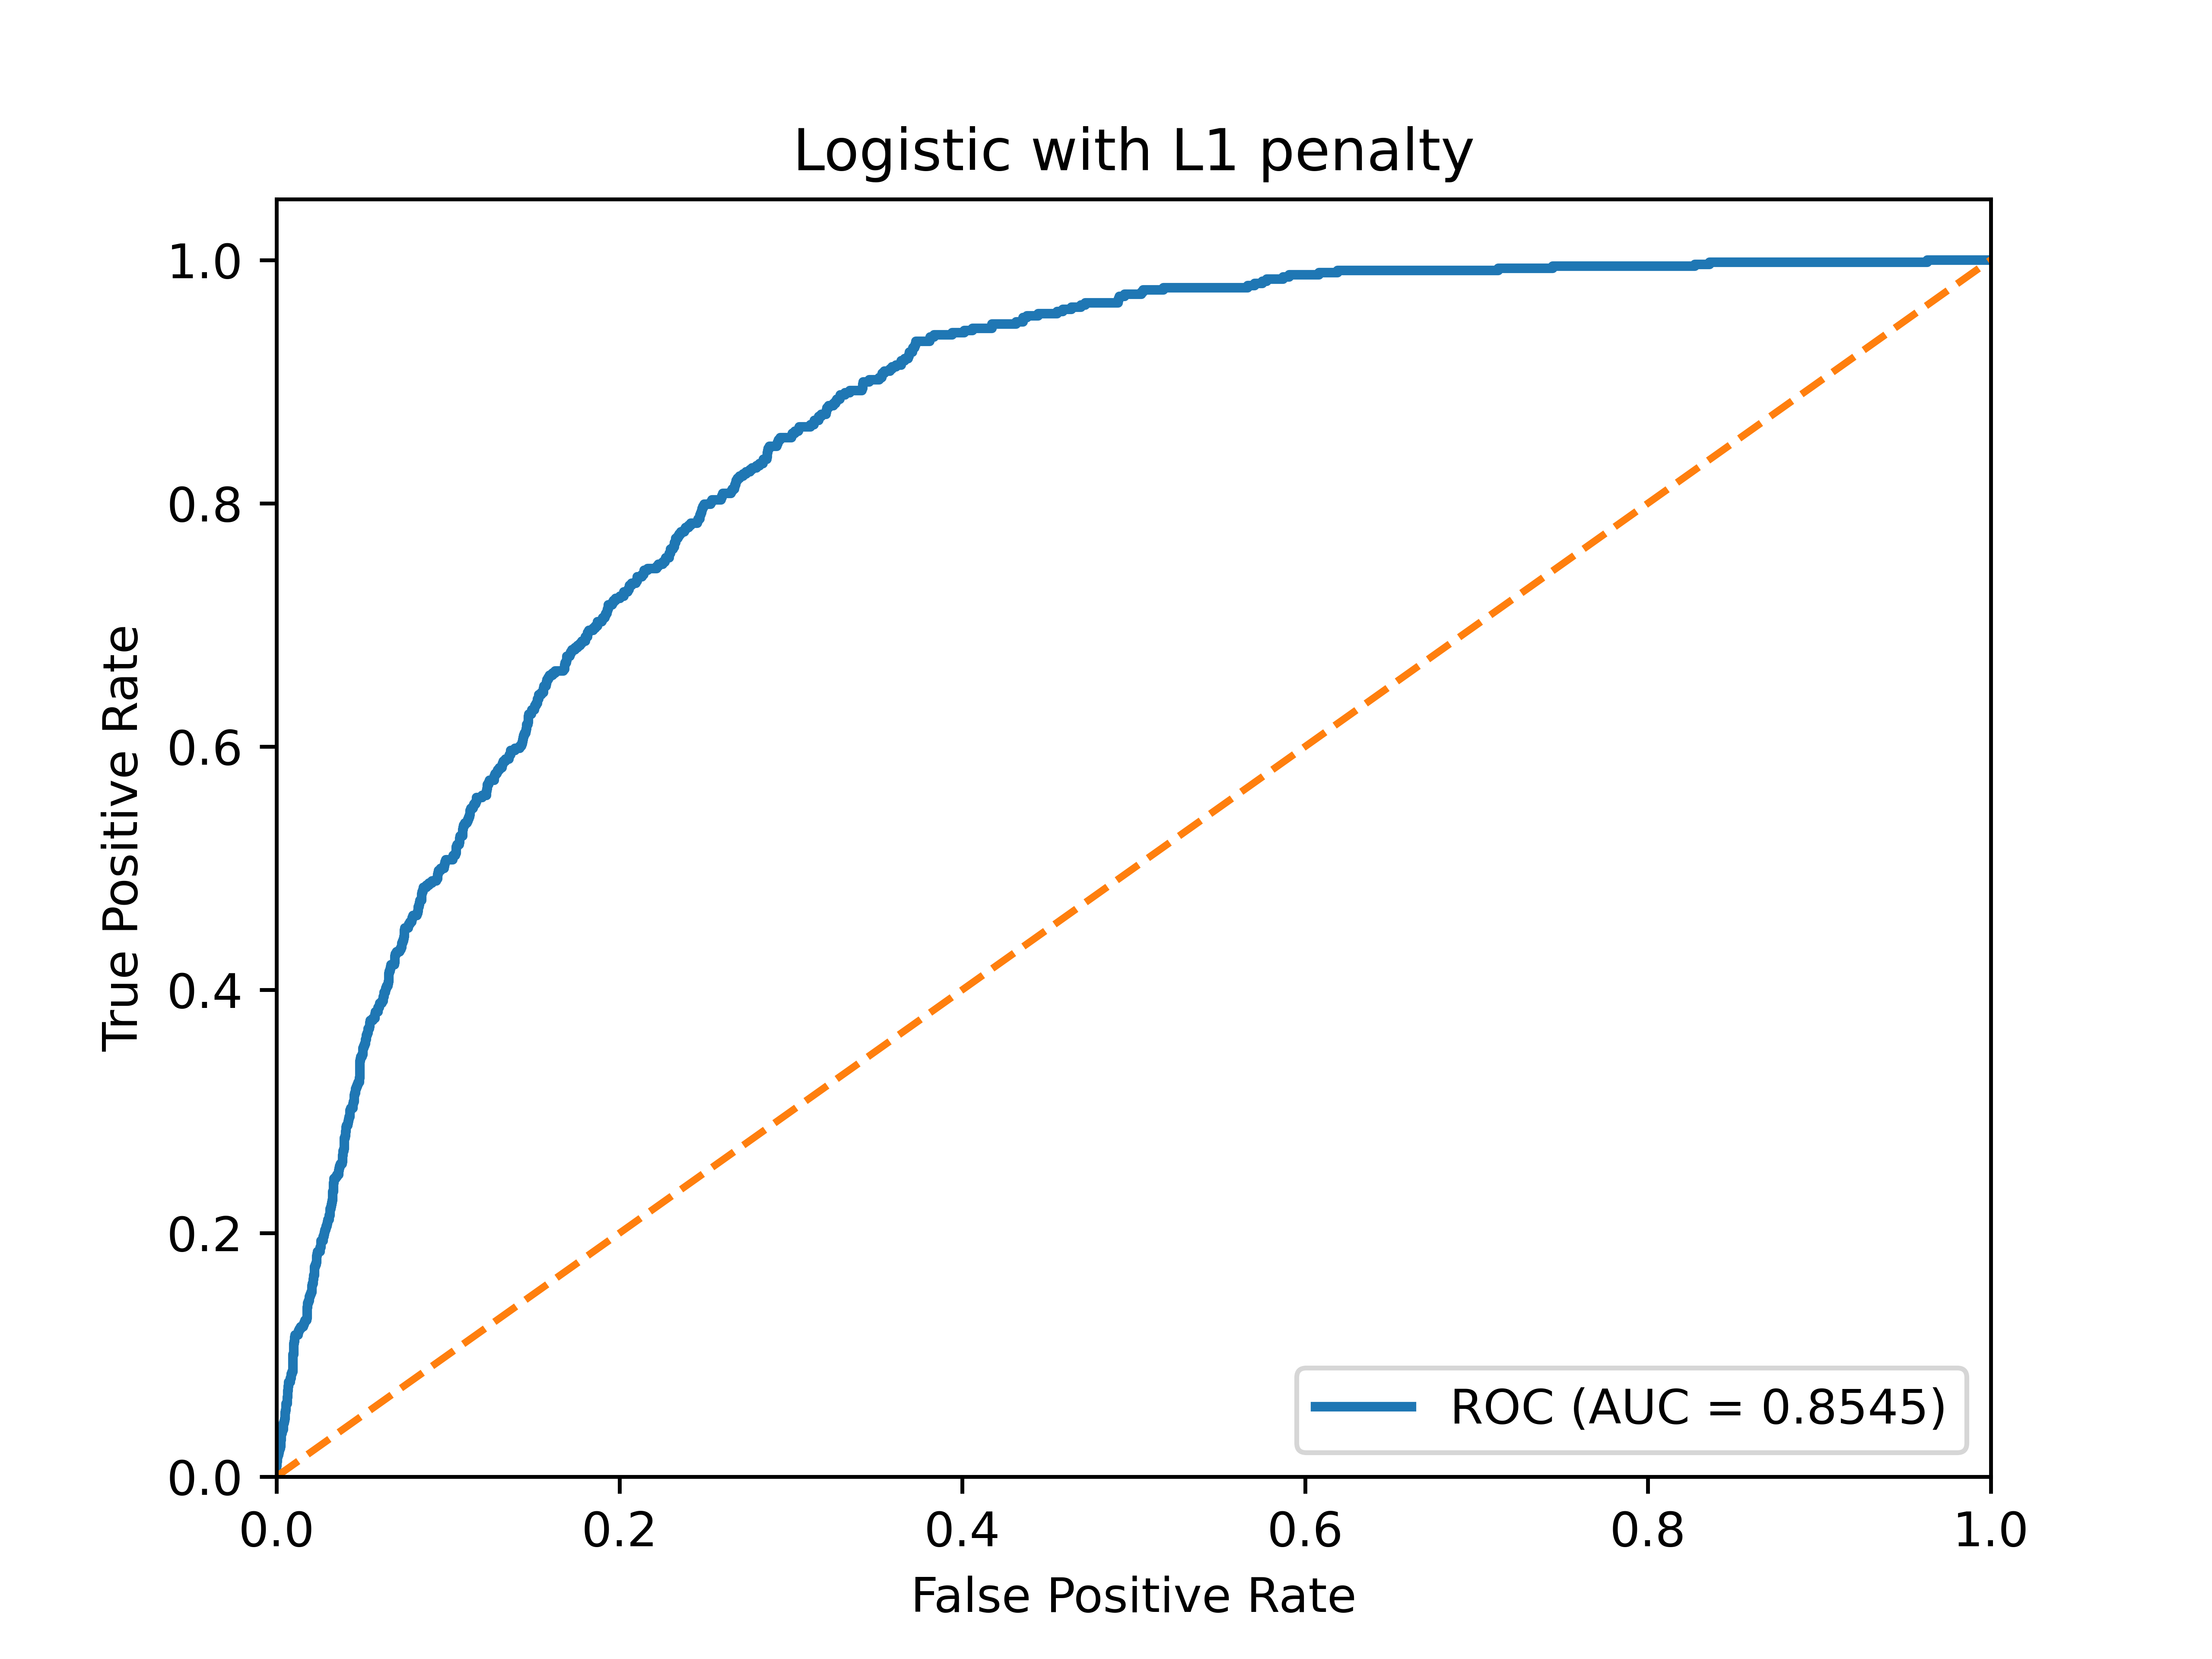 Logistic with L1 penalty
1.0
0.8
0.6
0.4
0.2
0.0
True Positive Rate
ROC (AUC = 0.8545)
0.0 0.2 0.4 0.6 0.8 1.0
False Positive Rate